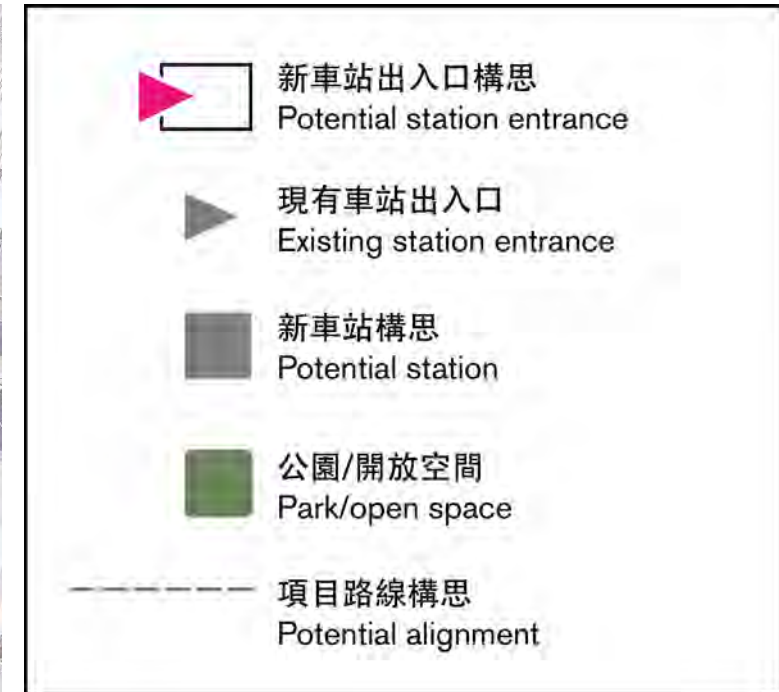 新車站出入口構思
Potential station entrance
現有車站出入口
Existing station entrance
新車站構思
Potential station
公園/開放空間
Park/open space
項目路線構思
Potential alignment